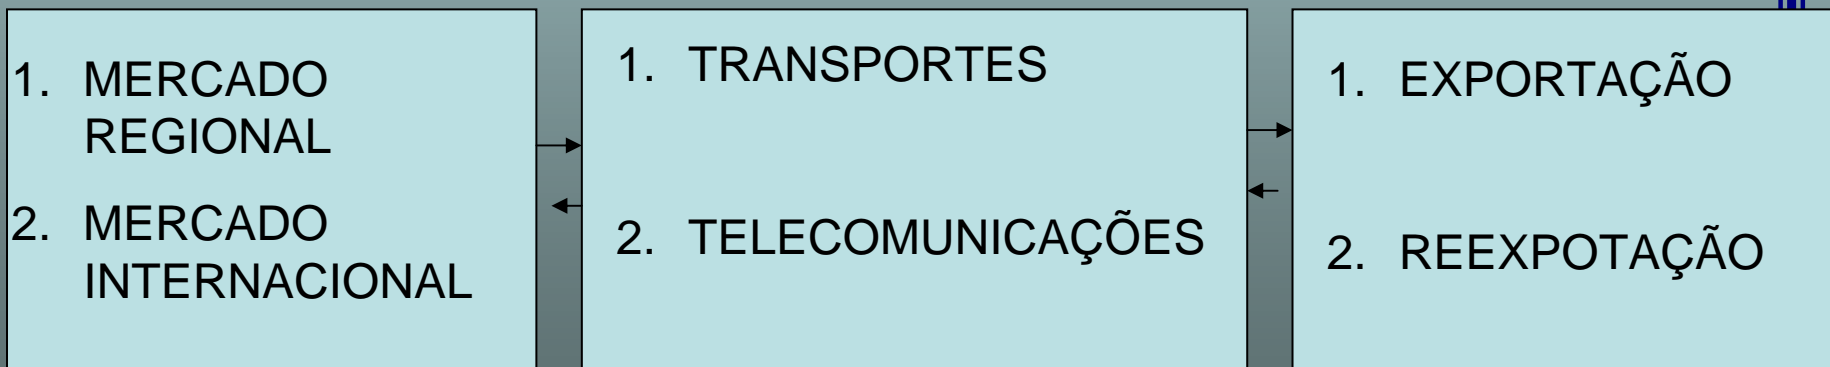 1. MERCADO
REGIONAL
2. MERCADO
INTERNACIONAL
1. TRANSPORTES
2. TELECOMUNICAÇÕES
1. EXPORTAÇÃO
2. REEXPOTAÇÃO